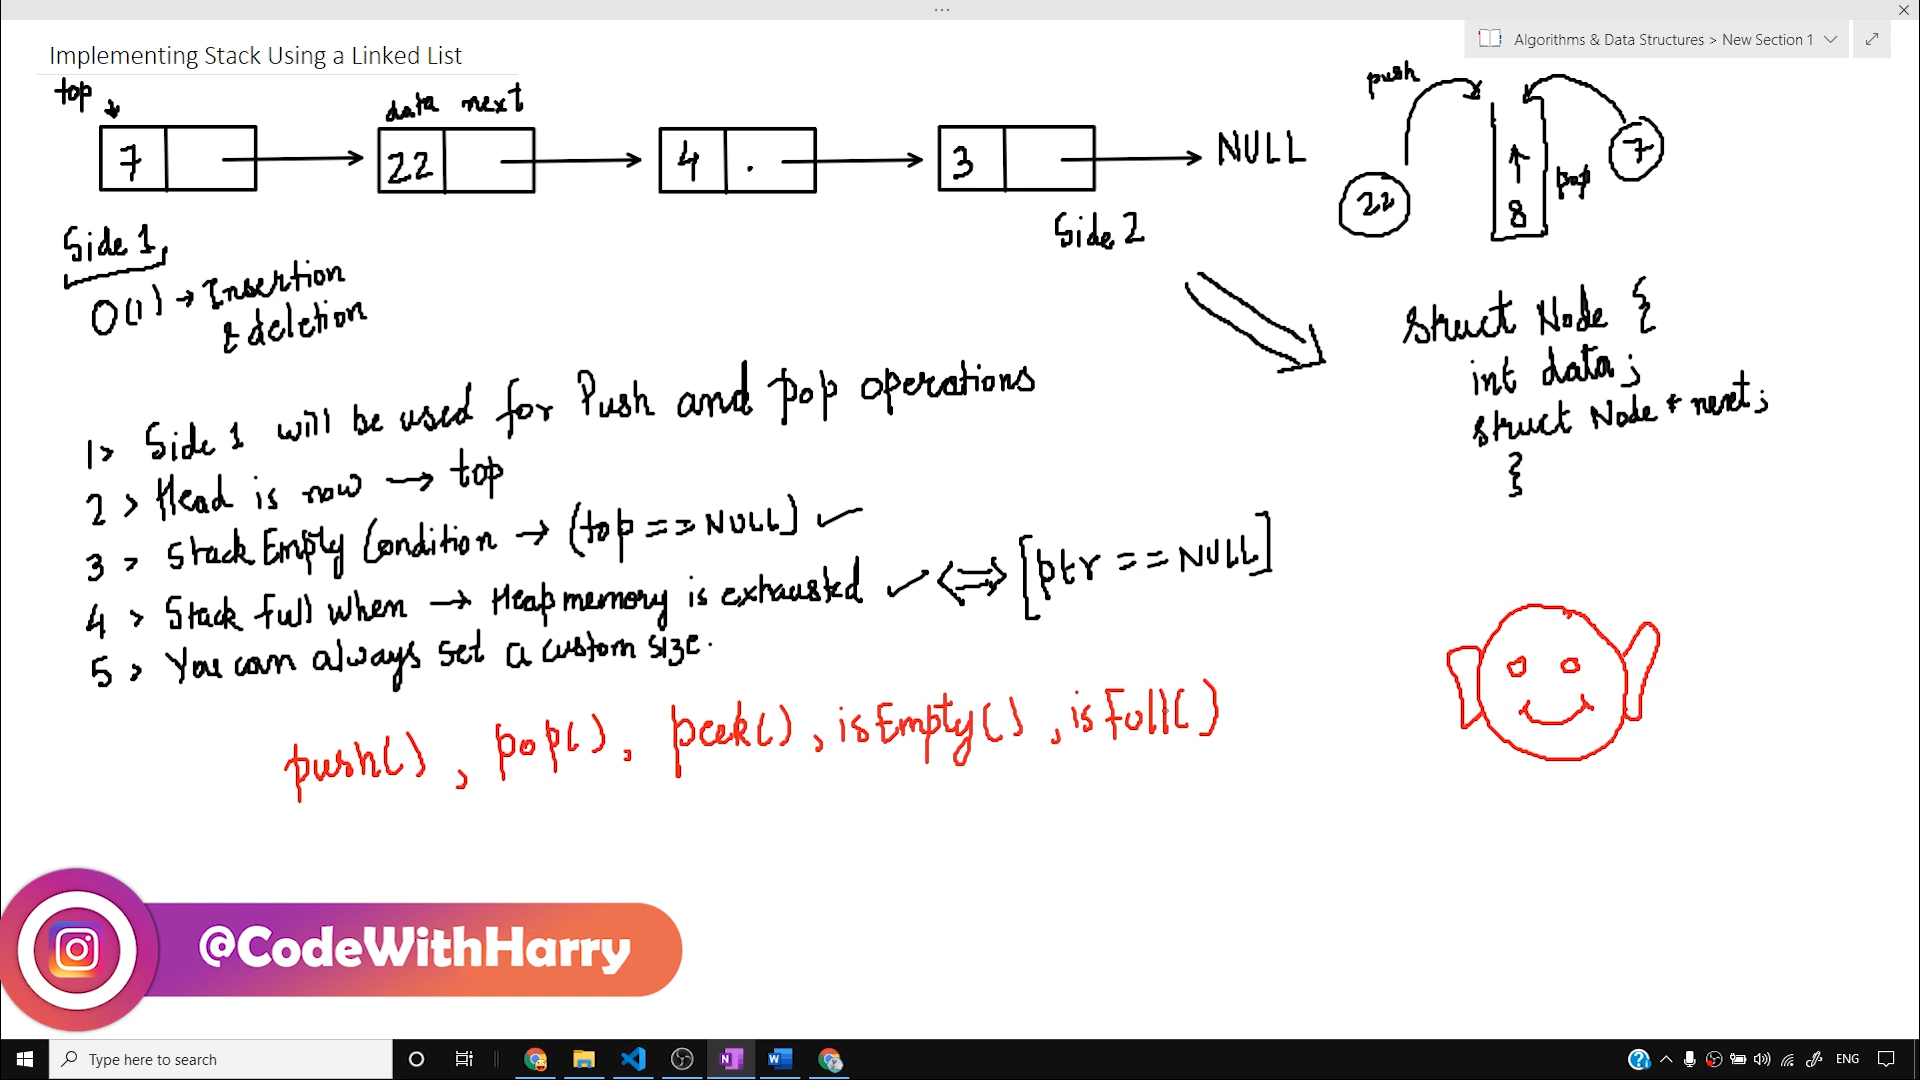 Implementing Stack Using a Linked List
Algorithms & Data Structures > New Section 1
top
data next
7
22
4 .
3
NULL
push
22
8
pop
7
Side 1
Side 2
O(1) → Insertion
& deletion
struct Node {
int data;
struct Node * next;
}
1> Side 1 will be used for Push and pop operations
2> Head is now → top
3> Stack Empty Condition → (top == NULL)
4> Stack full when → Heap memory is exhausted ⇔ [ptr == NULL]
5> You can always set a custom size.
push(), pop(), peek(), isEmpty(), isFull()
@CodeWithHarry
Type here to search
ENG